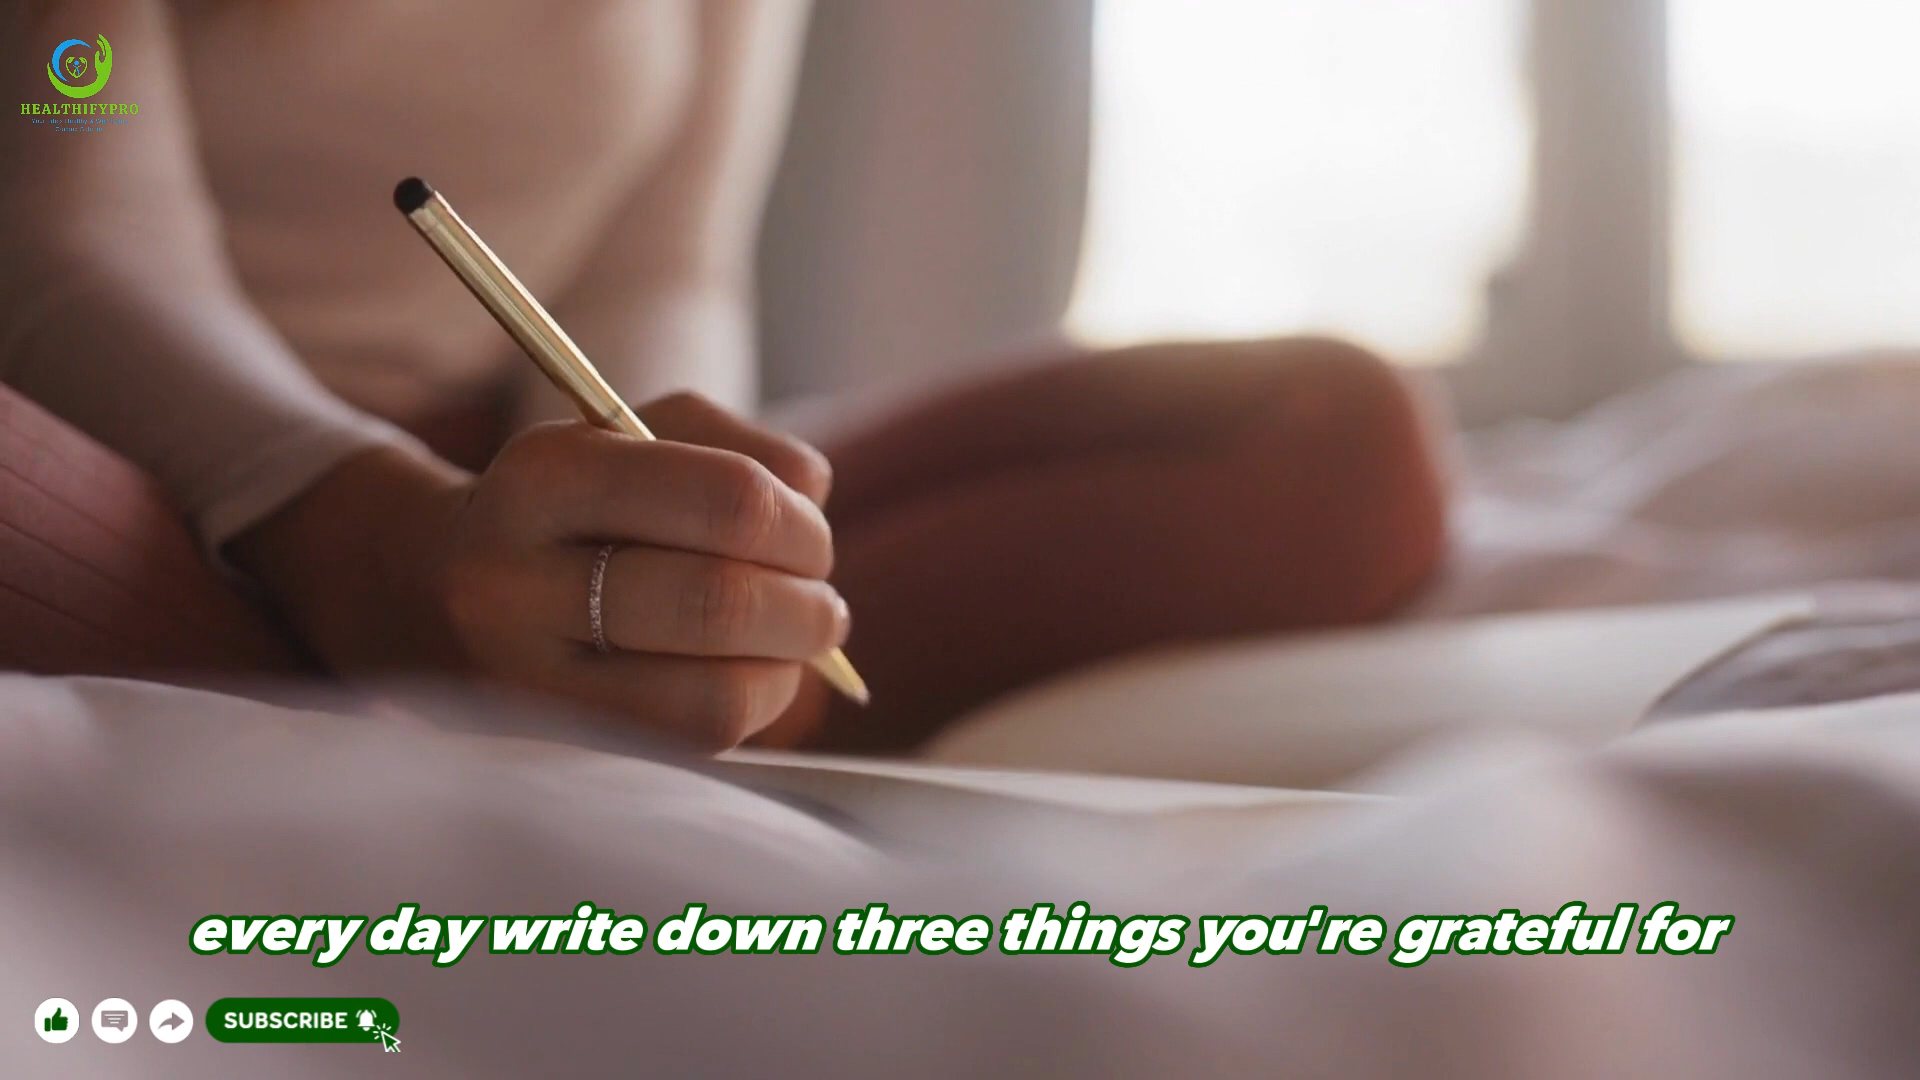 HEALTHIFYPRO
every day write down three things you're grateful for
SUBSCRIBE